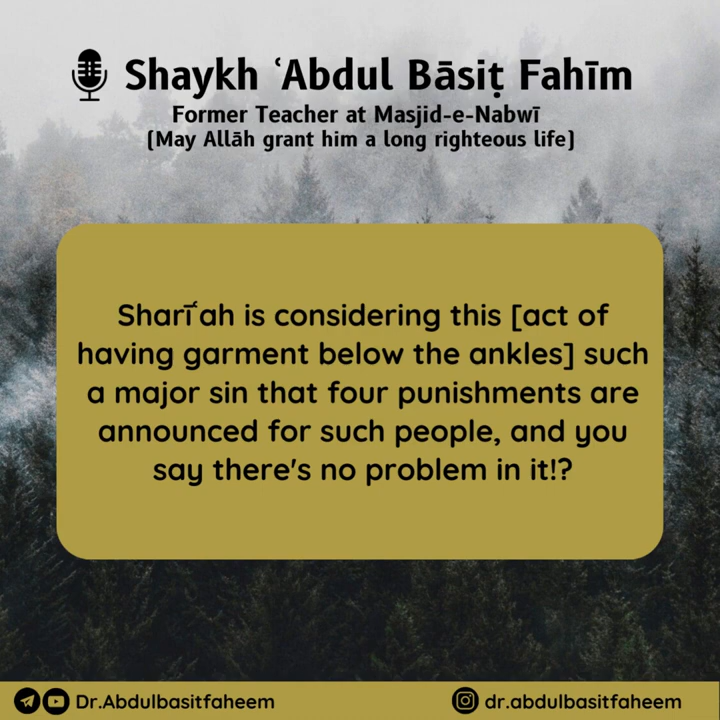 Shaykh ʿAbdul Bāsiṭ Fahīm
Former Teacher at Masjid-e-Nabwī
(May Allāh grant him a long righteous life)
Sharīʿah is considering this [act of
having garment below the ankles] such
a major sin that four punishments are
announced for such people, and you
say there's no problem in it!?
Dr.Abdulbasitfaheem
dr.abdulbasitfaheem